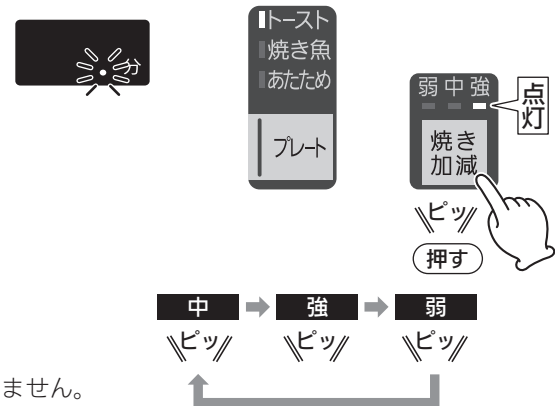 分
トースト
焼き魚
あたため
プレート
弱 中 強
点灯
焼き
加減
ピッ
押す
中 強 弱
ピッ ピッ ピッ
ません。